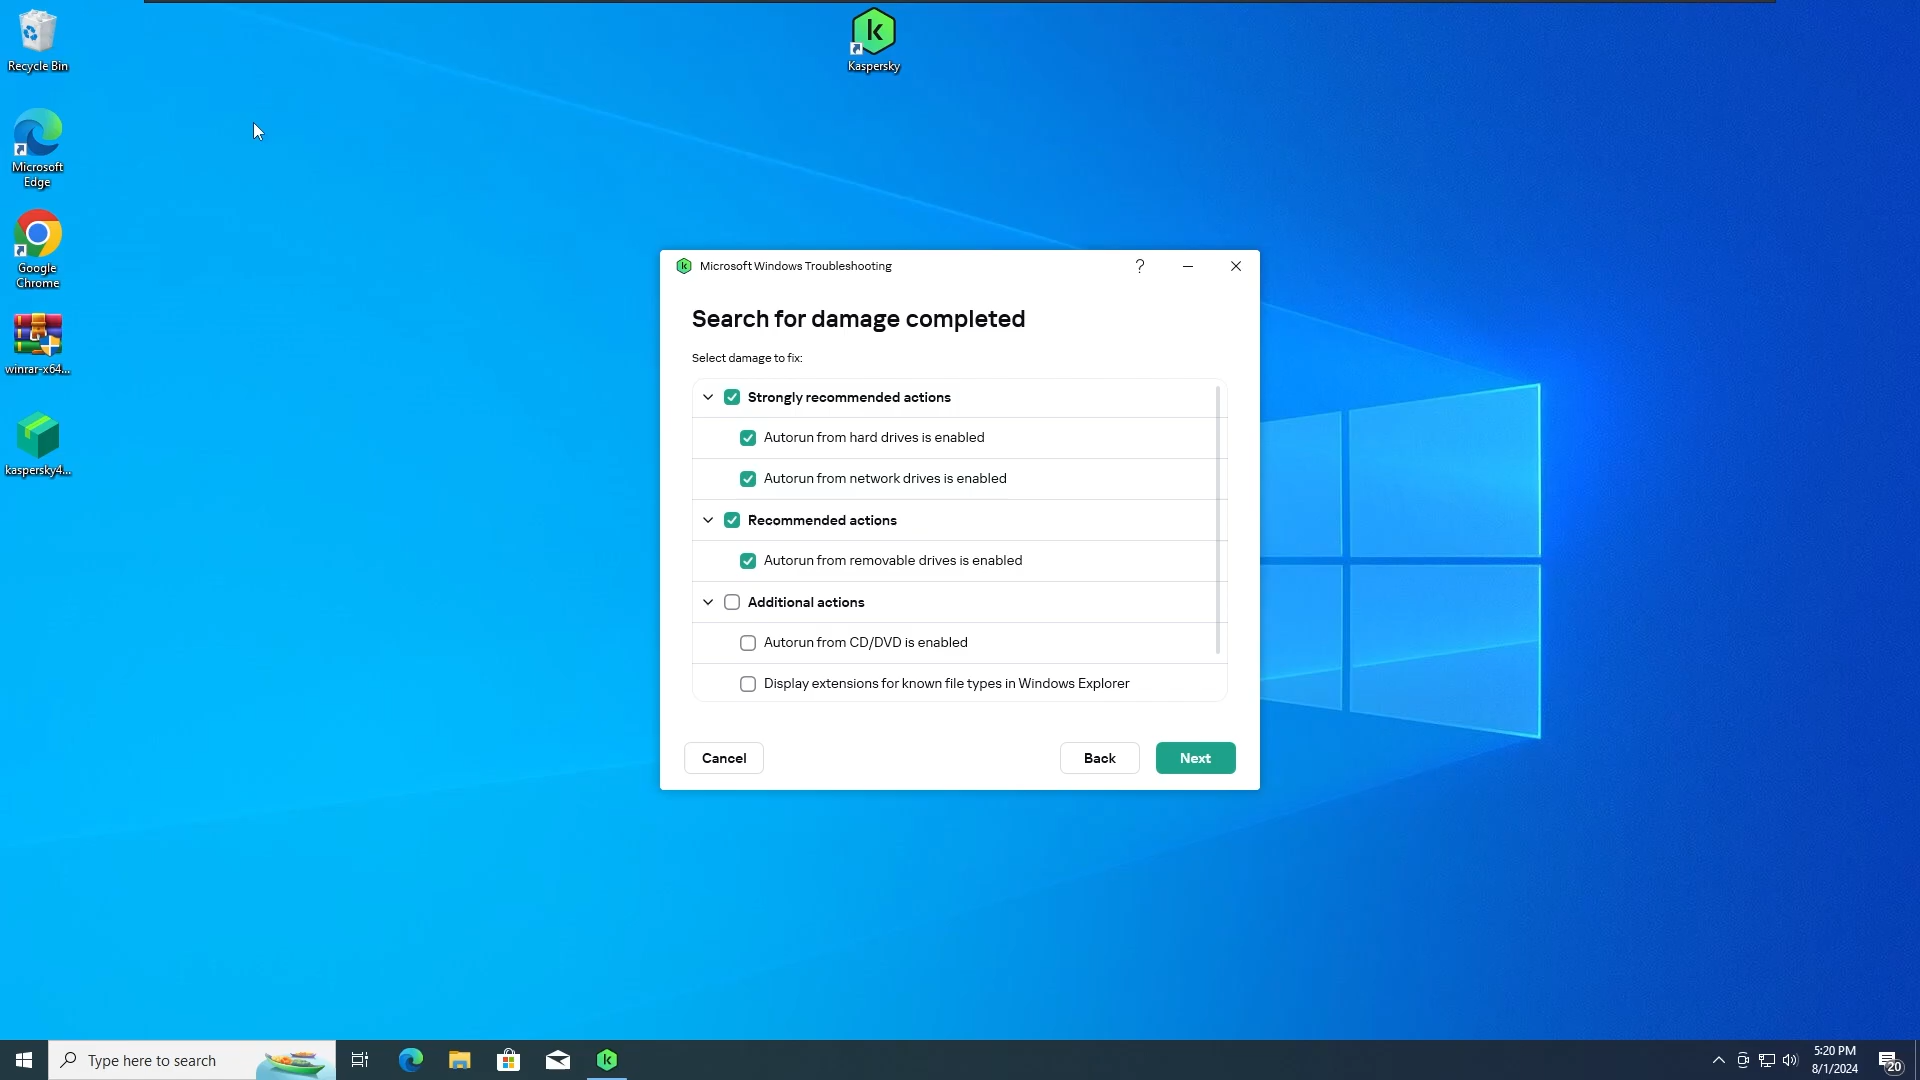 Recycle Bin
Kaspersky
Microsoft
Edge
Google
Chrome
winrar-x64...
kaspersky4...
Microsoft Windows Troubleshooting
?
Search for damage completed
Select damage to fix:
Strongly recommended actions
Autorun from hard drives is enabled
Autorun from network drives is enabled
Recommended actions
Autorun from removable drives is enabled
Additional actions
Autorun from CD/DVD is enabled
Display extensions for known file types in Windows Explorer
Cancel
Back
Next
Type here to search
5:20 PM
8/1/2024
20